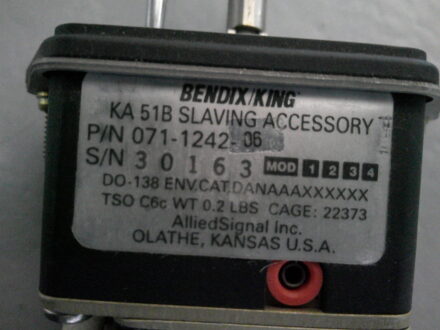 BENDIX/KING
KA 51B SLAVING ACCESSORY
P/N 071-1242-06
S/N 30163 MOD 1 2 3 4
DO-138 ENV.CAT.DANAAAXXXXXX
TSO C6c WT 0.2 LBS CAGE: 22373
AlliedSignal Inc.
OLATHE, KANSAS U.S.A.